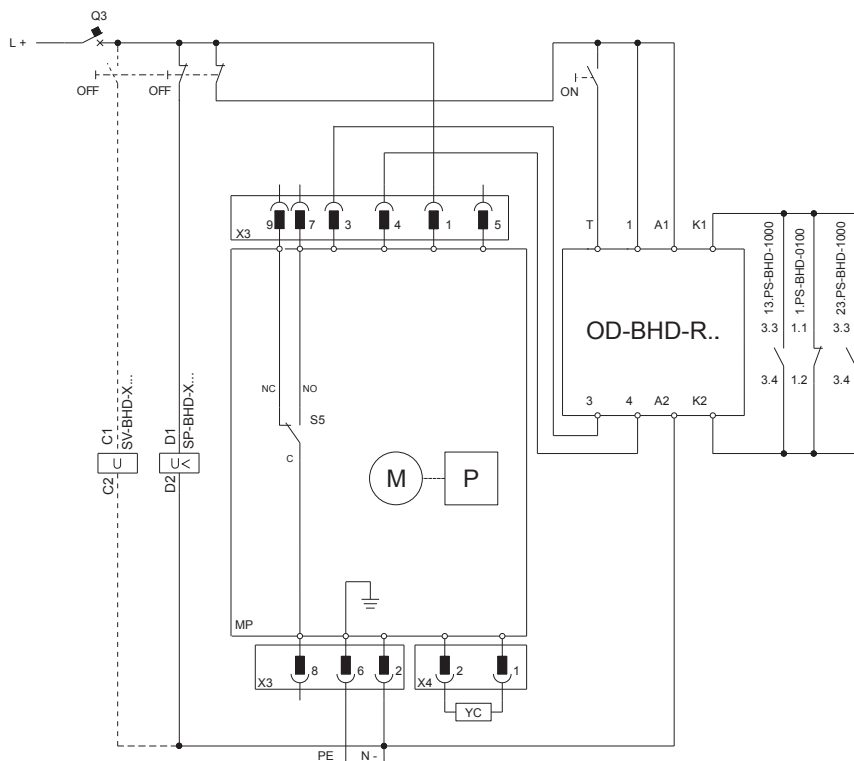 Q3
L +
OFF
OFF
ON
X3
9
7
3
4
1
5
T
1
A1
K1
OD-BHD-R..
3
4
A2
K2
13.PS-BHD-1000
1.PS-BHD-0100
23.PS-BHD-1000
3.3
1.1
3.3
3.4
1.2
3.4
NC
NO
S5
C
C1
SV-BHD-X...
C2
D1
SP-BHD-X...
D2
U
U<
M
P
MP
X3
8
6
2
X4
2
1
YC
PE
N -